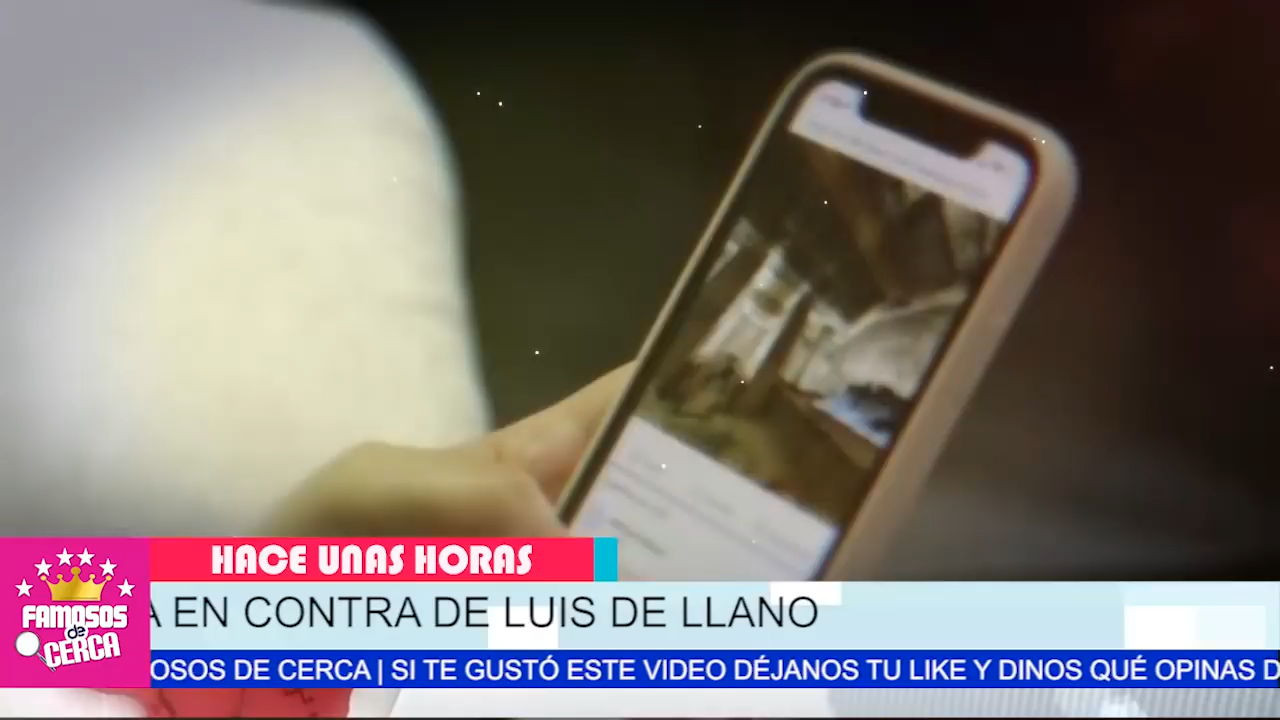 HACE UNAS HORAS
A EN CONTRA DE LUIS DE LLANO
FAMOSOS
de
CERCA
OSOS DE CERCA | SI TE GUSTÓ ESTE VIDEO DÉJANOS TU LIKE Y DINOS QUÉ OPINAS D